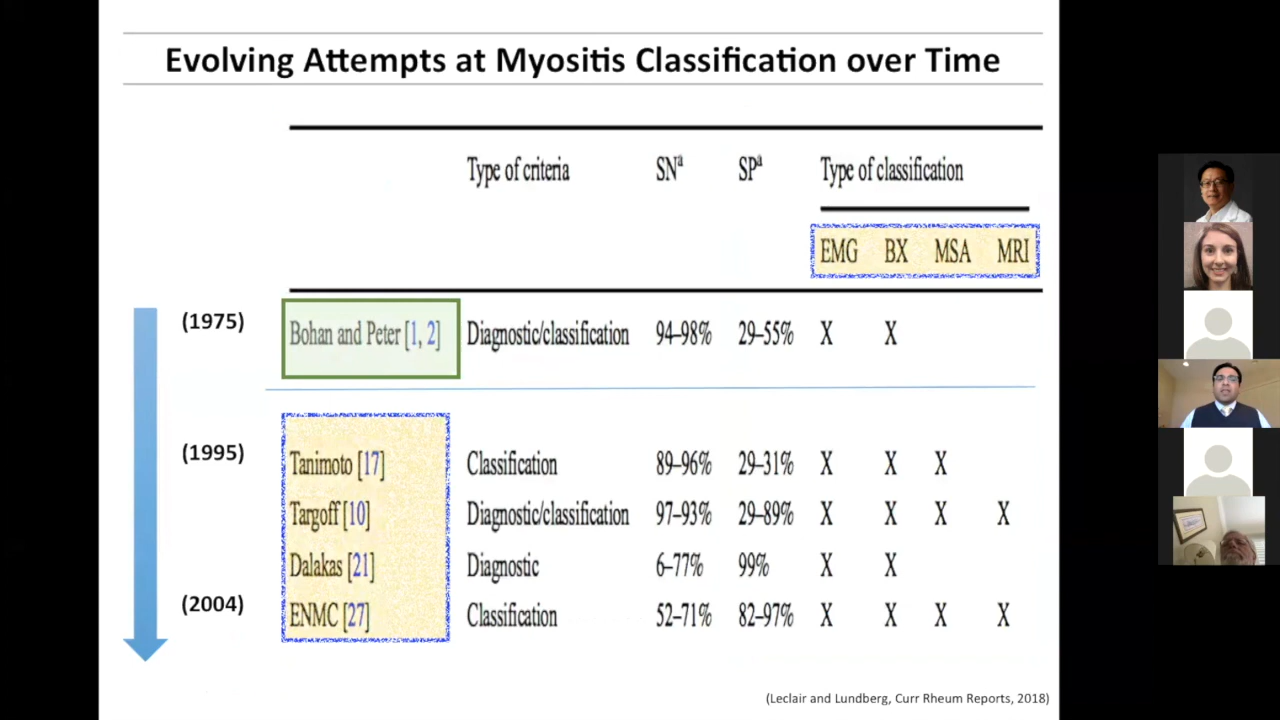 Evolving Attempts at Myositis Classification over Time
Type of criteria SNª SPª Type of classification
EMG BX MSA MRI
(1975) Bohan and Peter [1, 2] Diagnostic/classification 94–98% 29–55% X X
(1995) Tanimoto [17] Classification 89–96% 29–31% X X X
Targoff [10] Diagnostic/classification 97–93% 29–89% X X X X
Dalakas [21] Diagnostic 6–77% 99% X X
(2004) ENMC [27] Classification 52–71% 82–97% X X X X
(Leclair and Lundberg, Curr Rheum Reports, 2018)